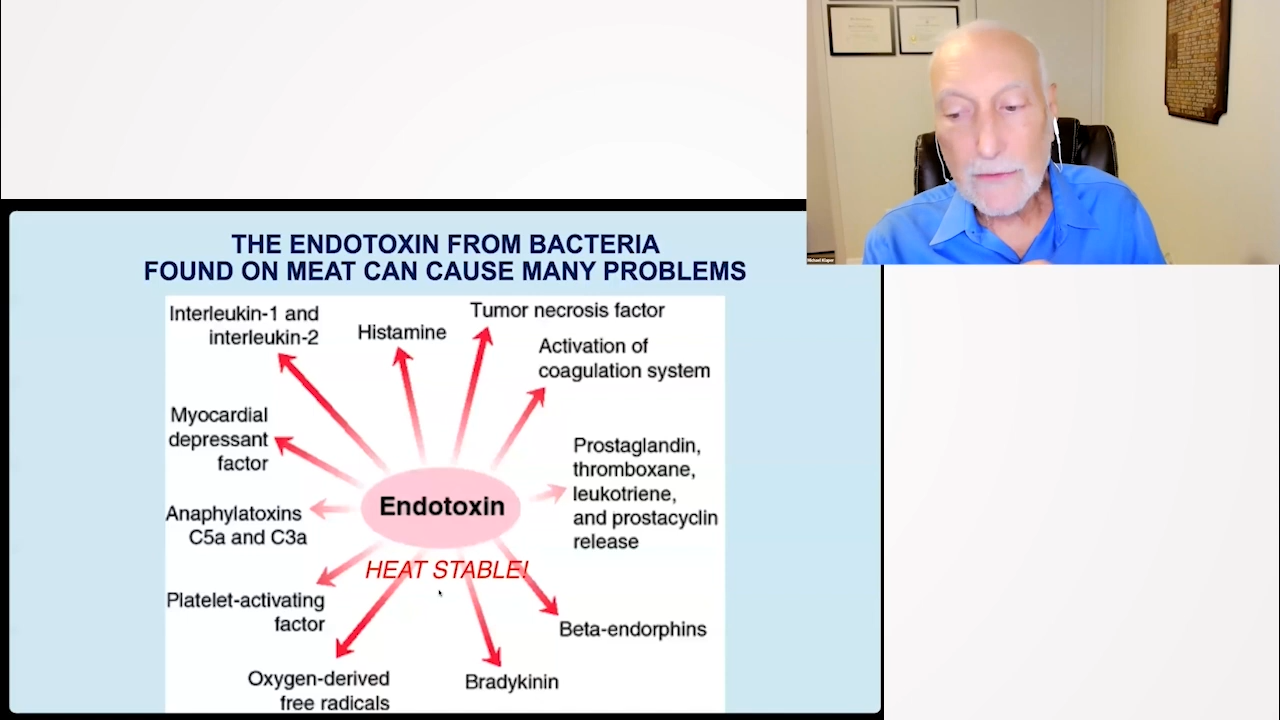 THE ENDOTOXIN FROM BACTERIA
FOUND ON MEAT CAN CAUSE MANY PROBLEMS
Interleukin-1 and
interleukin-2
Histamine
Tumor necrosis factor
Activation of
coagulation system
Myocardial
depressant
factor
Prostaglandin,
thromboxane,
leukotriene,
and prostacyclin
release
Endotoxin
Anaphylatoxins
C5a and C3a
HEAT STABLE!
Platelet-activating
factor
Beta-endorphins
Oxygen-derived
free radicals
Bradykinin
Michael Klaper